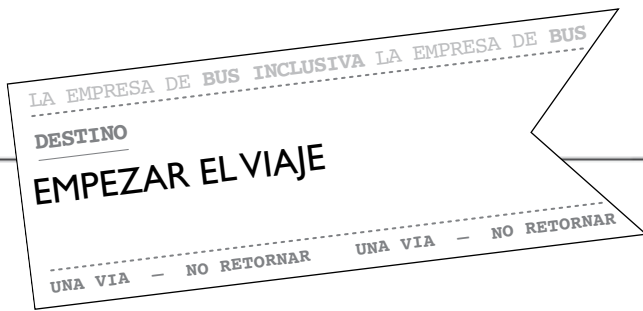 LA EMPRESA DE BUS INCLUSIVA LA EMPRESA DE BUS
DESTINO
EMPEZAR EL VIAJE
UNA VIA — NO RETORNAR UNA VIA — NO RETORNAR